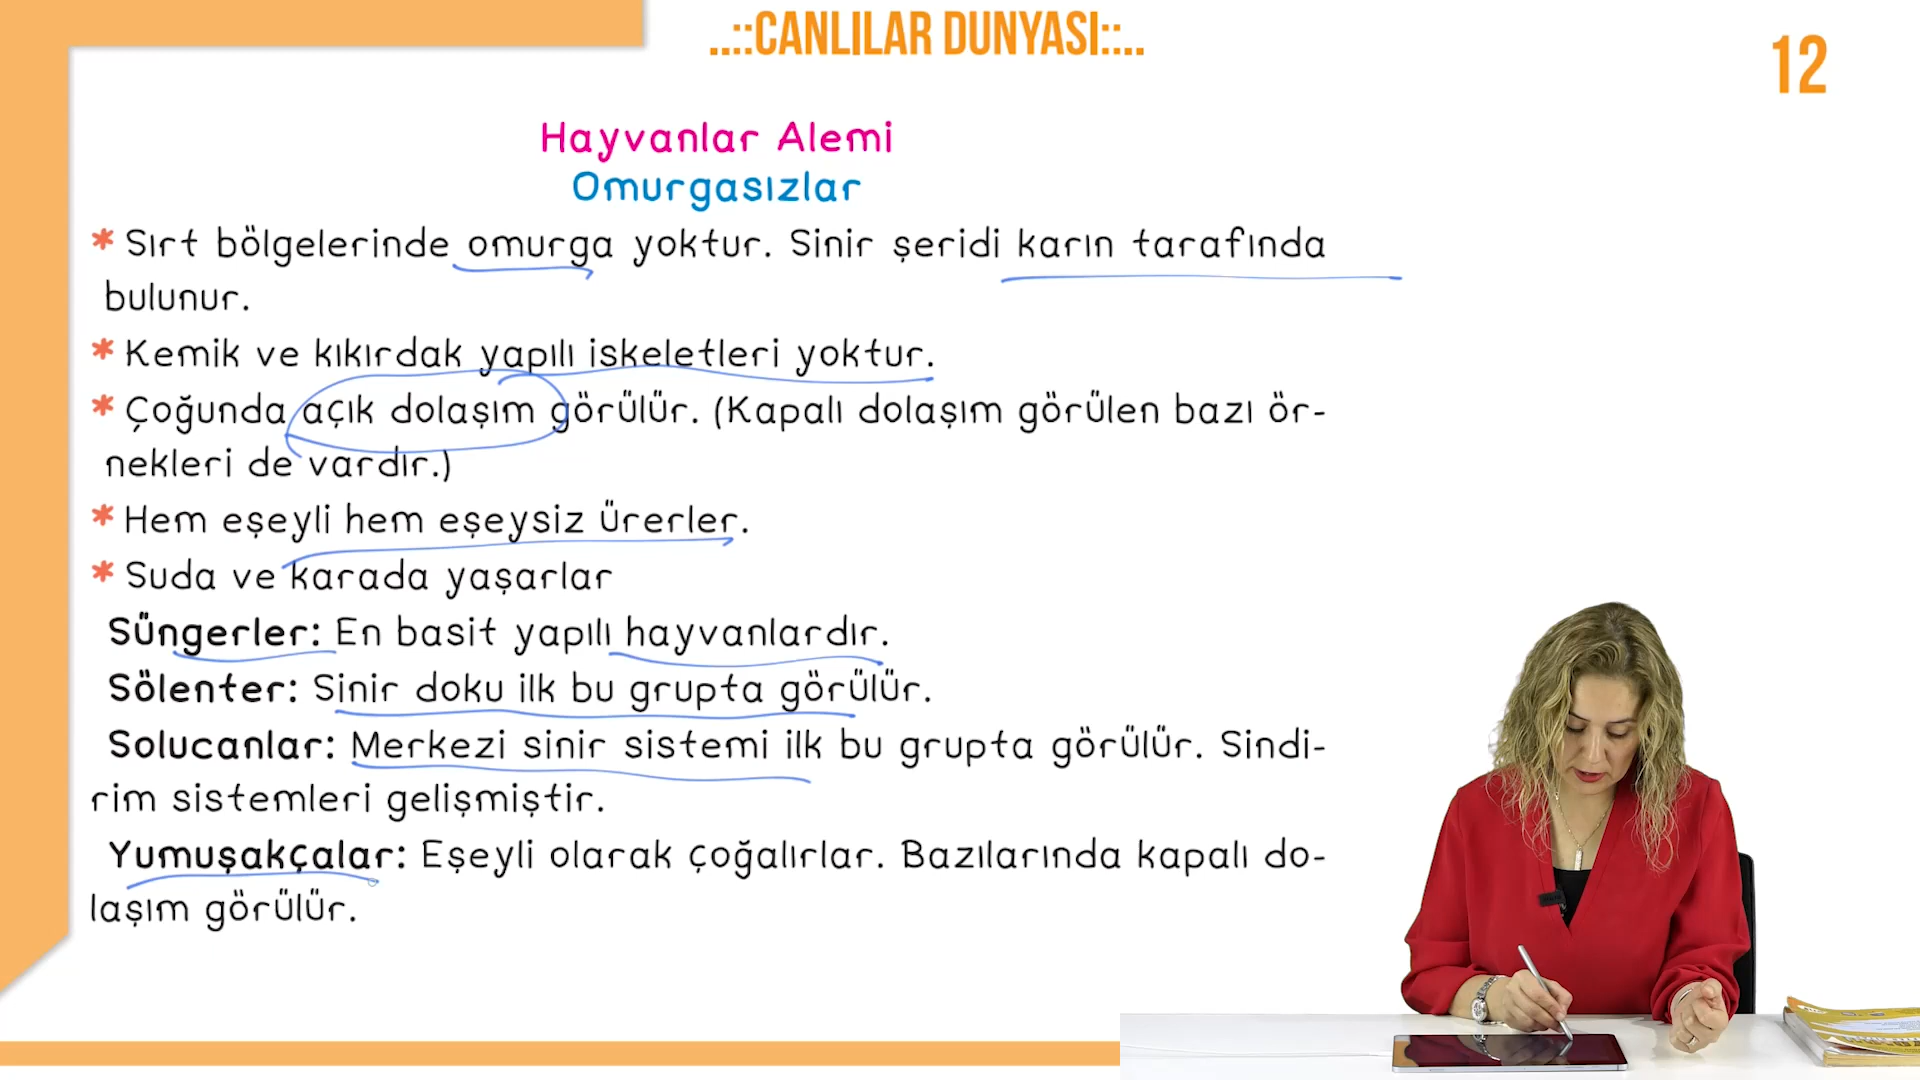 ..::CANLILAR DUNYASI::..
12
Hayvanlar Alemi
Omurgasızlar
* Sırt bölgelerinde omurga yoktur. Sinir şeridi karın tarafında
bulunur.
* Kemik ve kıkırdak yapılı iskeletleri yoktur.
* Çoğunda açık dolaşım görülür. (Kapalı dolaşım görülen bazı ör-
nekleri de vardır.)
* Hem eşeyli hem eşeysiz ürerler.
* Suda ve karada yaşarlar
Süngerler: En basit yapılı hayvanlardır.
Sölenter: Sinir doku ilk bu grupta görülür.
Solucanlar: Merkezi sinir sistemi ilk bu grupta görülür. Sindi-
rim sistemleri gelişmiştir.
Yumuşakçalar: Eşeyli olarak çoğalırlar. Bazılarında kapalı do-
laşım görülür.